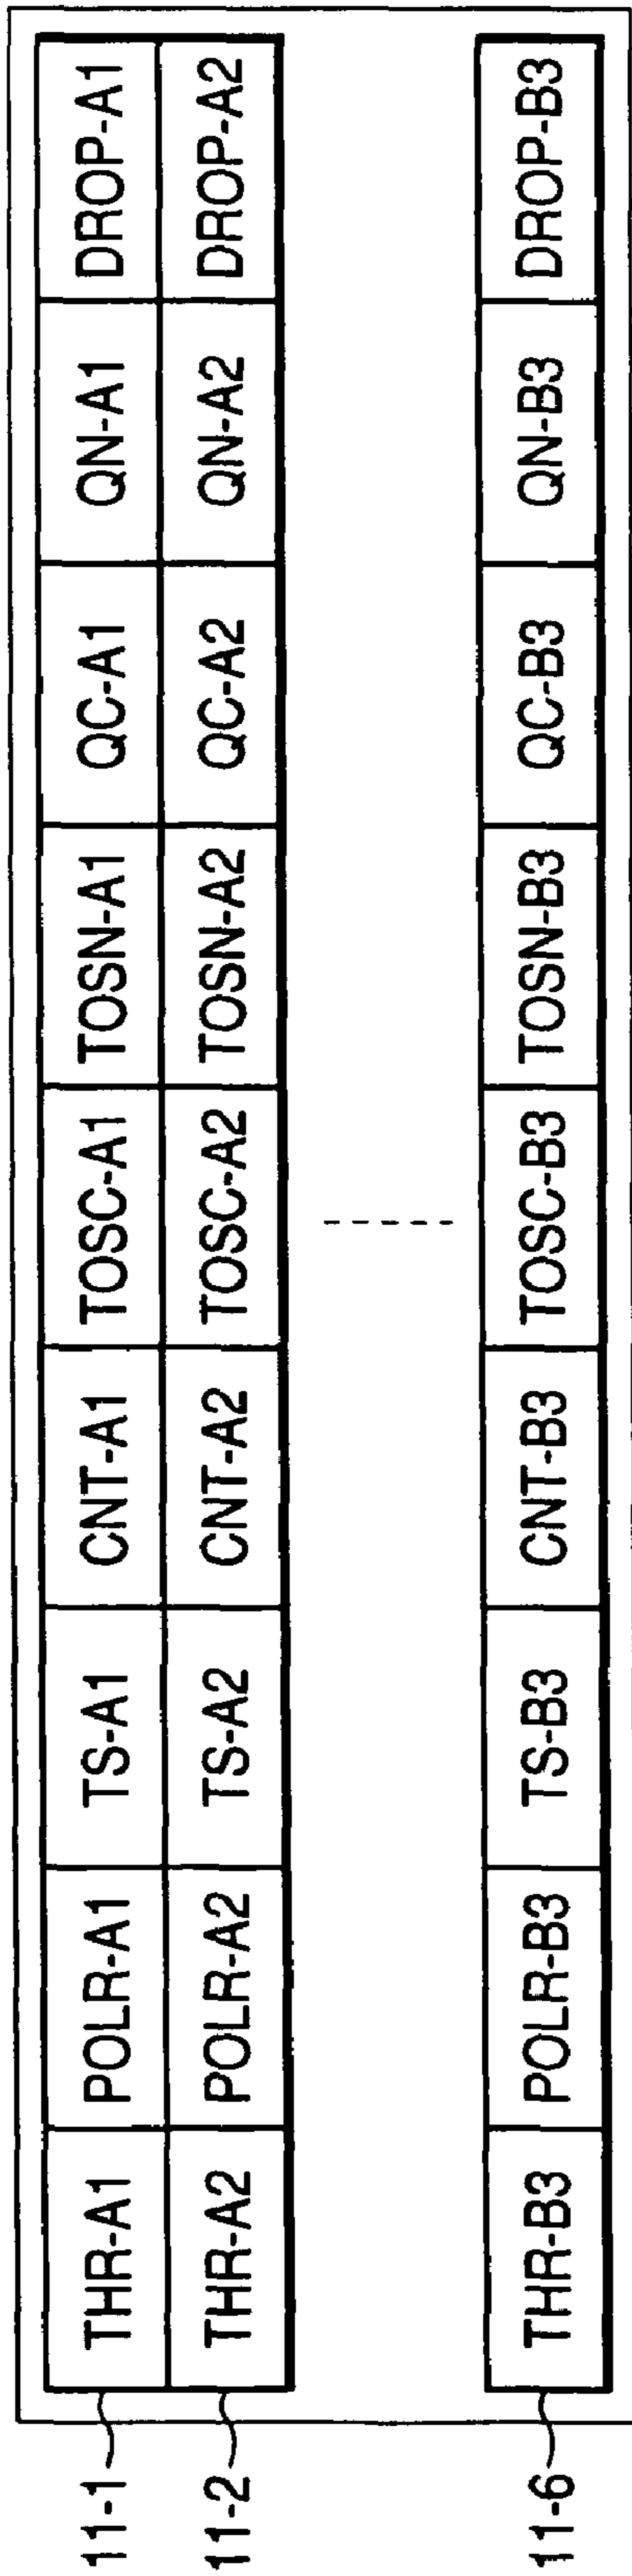 11-1 THR-A1 POLR-A1 TS-A1 CNT-A1 TOSC-A1 TOSN-A1 QC-A1 QN-A1 DROP-A1
11-2 THR-A2 POLR-A2 TS-A2 CNT-A2 TOSC-A2 TOSN-A2 QC-A2 QN-A2 DROP-A2
11-6 THR-B3 POLR-B3 TS-B3 CNT-B3 TOSC-B3 TOSN-B3 QC-B3 QN-B3 DROP-B3